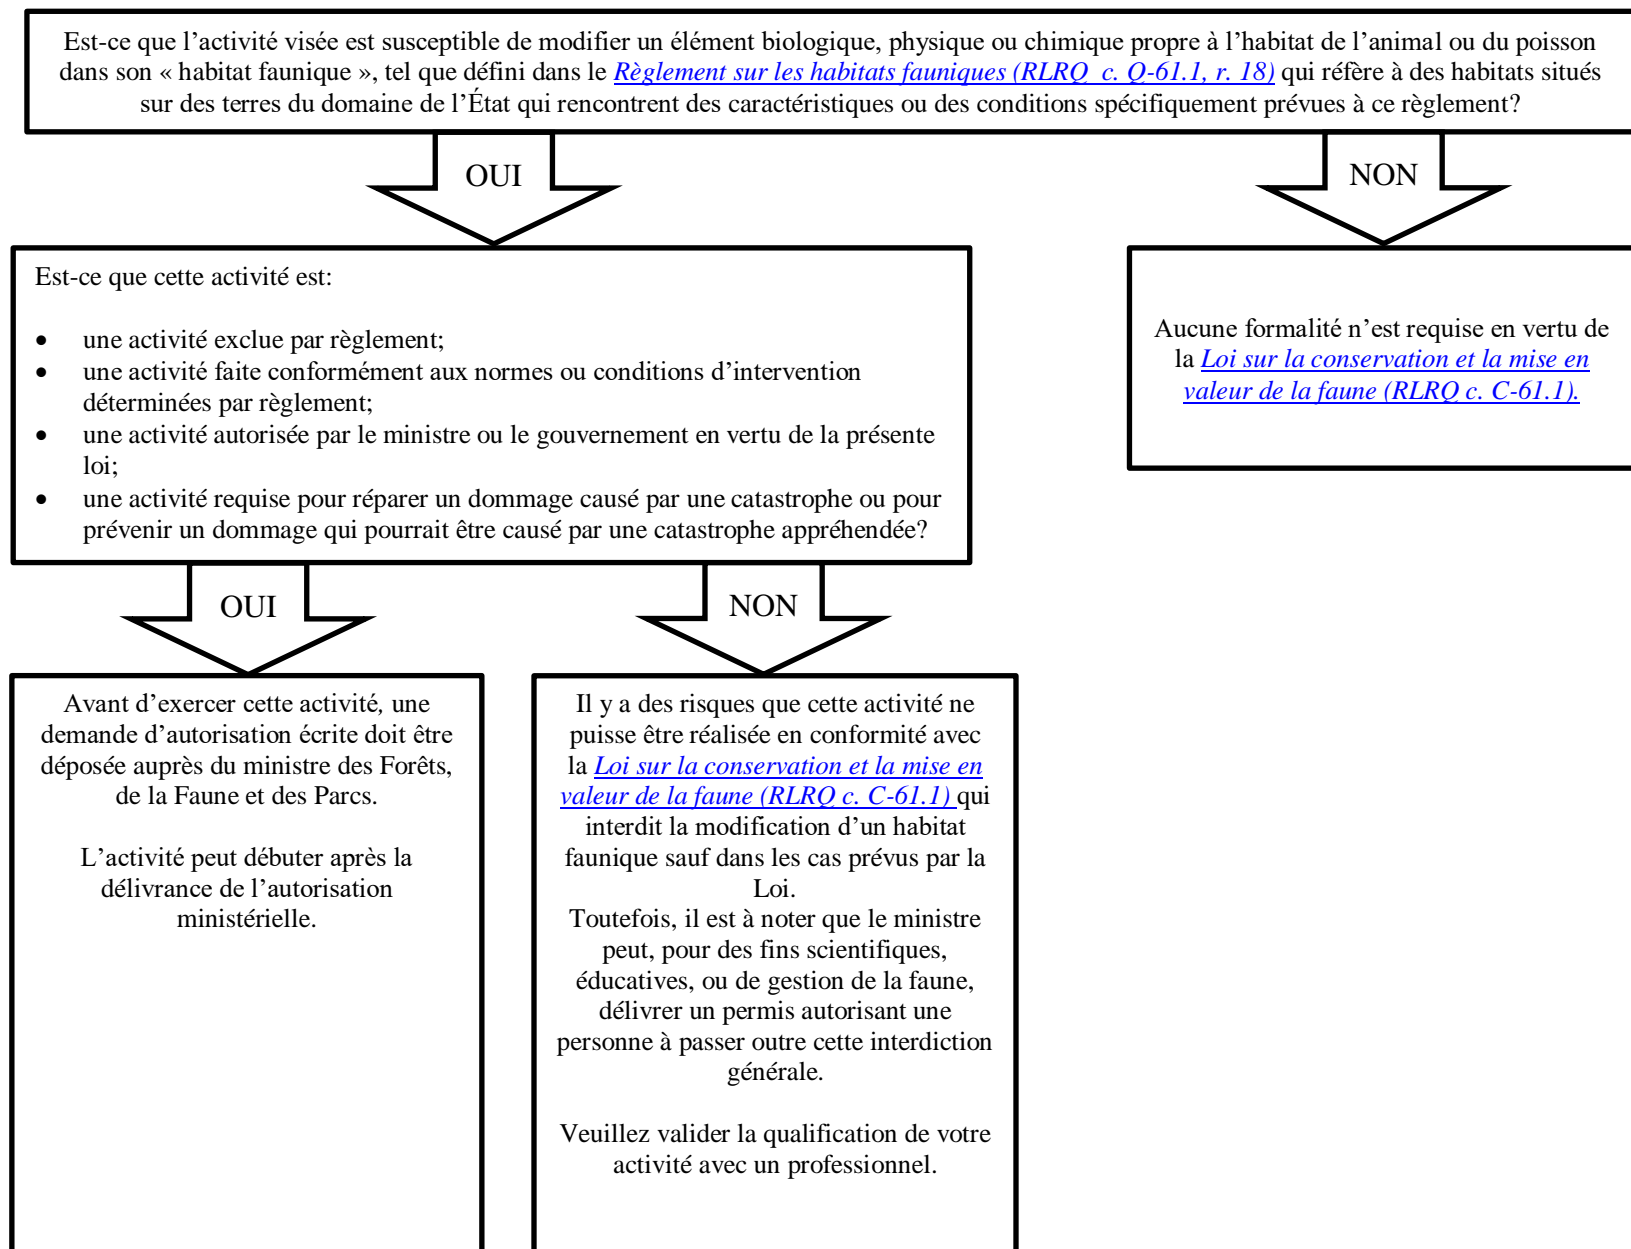 Est-ce que l’activité visée est susceptible de modifier un élément biologique, physique ou chimique propre à l’habitat de l’animal ou du poisson
dans son « habitat faunique », tel que défini dans le Règlement sur les habitats fauniques (RLRQ c. Q-61.1, r. 18) qui réfère à des habitats situés
sur des terres du domaine de l’État qui rencontrent des caractéristiques ou des conditions spécifiquement prévues à ce règlement?
OUI
NON
Est-ce que cette activité est:
• une activité exclue par règlement;
• une activité faite conformément aux normes ou conditions d’intervention
déterminées par règlement;
• une activité autorisée par le ministre ou le gouvernement en vertu de la présente
loi;
• une activité requise pour réparer un dommage causé par une catastrophe ou pour
prévenir un dommage qui pourrait être causé par une catastrophe appréhendée?
Aucune formalité n’est requise en vertu de
la Loi sur la conservation et la mise en
valeur de la faune (RLRQ c. C-61.1).
OUI
NON
Avant d’exercer cette activité, une
demande d’autorisation écrite doit être
déposée auprès du ministre des Forêts,
de la Faune et des Parcs.
L’activité peut débuter après la
délivrance de l’autorisation
ministérielle.
Il y a des risques que cette activité ne
puisse être réalisée en conformité avec
la Loi sur la conservation et la mise en
valeur de la faune (RLRQ c. C-61.1) qui
interdit la modification d’un habitat
faunique sauf dans les cas prévus par la
Loi.
Toutefois, il est à noter que le ministre
peut, pour des fins scientifiques,
éducatives, ou de gestion de la faune,
délivrer un permis autorisant une
personne à passer outre cette interdiction
générale.
Veuillez valider la qualification de votre
activité avec un professionnel.